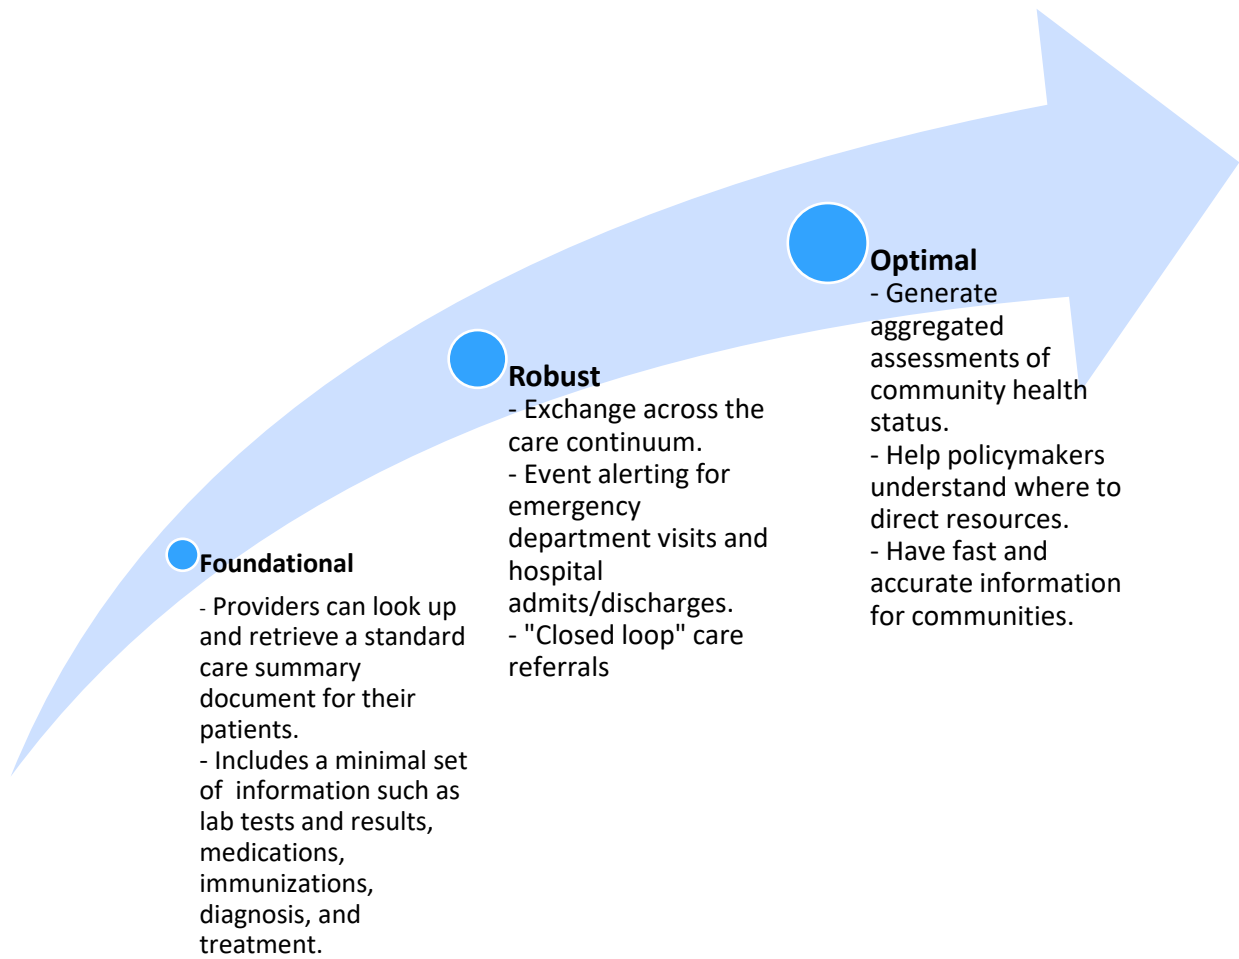 Foundational
- Providers can look up
and retrieve a standard
care summary
document for their
patients.
- Includes a minimal set
of  information such as
lab tests and results,
medications,
immunizations,
diagnosis, and
treatment.
Robust
- Exchange across the
care continuum.
- Event alerting for
emergency
department visits and
hospital
admits/discharges.
- "Closed loop" care
referrals
Optimal
- Generate
aggregated
assessments of
community health
status.
- Help policymakers
understand where to
direct resources.
- Have fast and
accurate information
for communities.